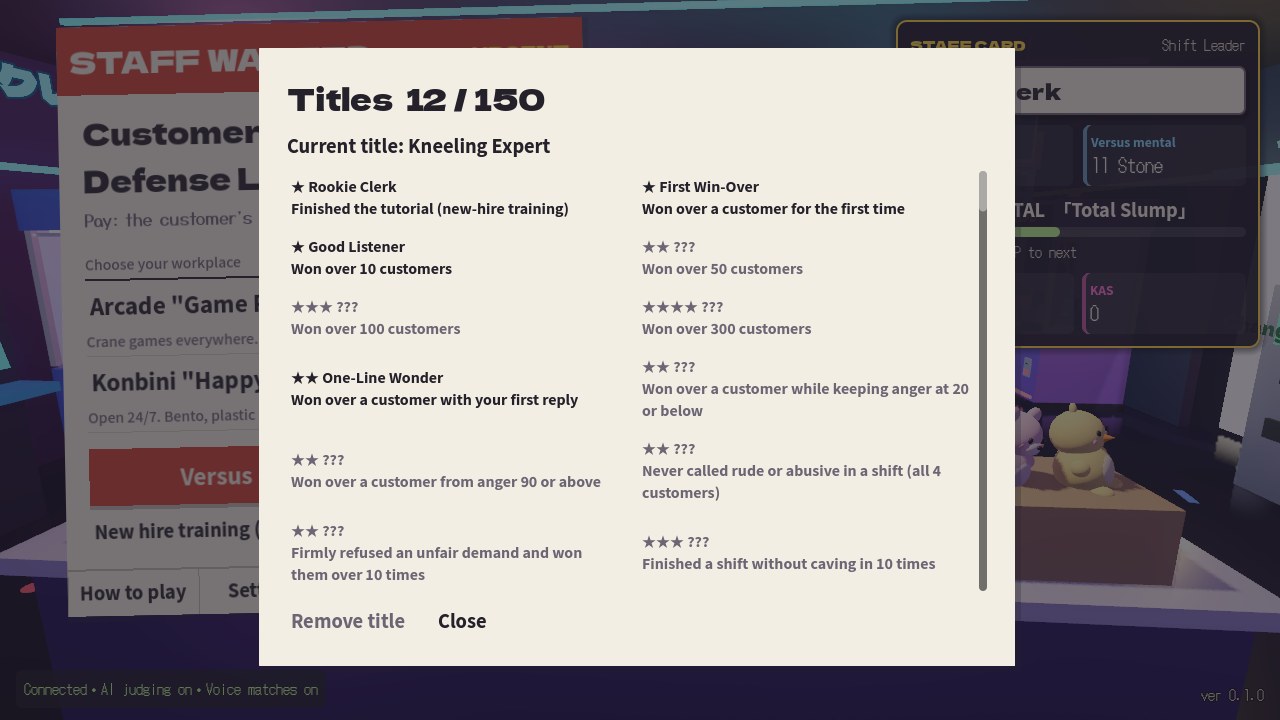 STAFF WA
STAFF CARD
Shift Leader
Titles 12 / 150
erk
Customer
Current title: Kneeling Expert
Versus mental
11 Stone
Defense L
★ Rookie Clerk
Finished the tutorial (new-hire training)
★ First Win-Over
Won over a customer for the first time
TAL 「Total Slump」
Pay: the customer's
★ Good Listener
Won over 10 customers
★★ ???
Won over 50 customers
P to next
Choose your workplace
KAS
0
Arcade "Game
★★★ ???
Won over 100 customers
★★★★ ???
Won over 300 customers
Crane games everywhere.
Konbini "Happy
★★ One-Line Wonder
Won over a customer with your first reply
★★ ???
Won over a customer while keeping anger at 20
or below
Open 24/7. Bento, plastic
Versus
★★ ???
Won over a customer from anger 90 or above
★★ ???
Never called rude or abusive in a shift (all 4
customers)
New hire training (
★★ ???
Firmly refused an unfair demand and won
them over 10 times
★★★ ???
Finished a shift without caving in 10 times
How to play
Set
Remove title
Close
Connected • AI judging on • Voice matches on
ver 0.1.0